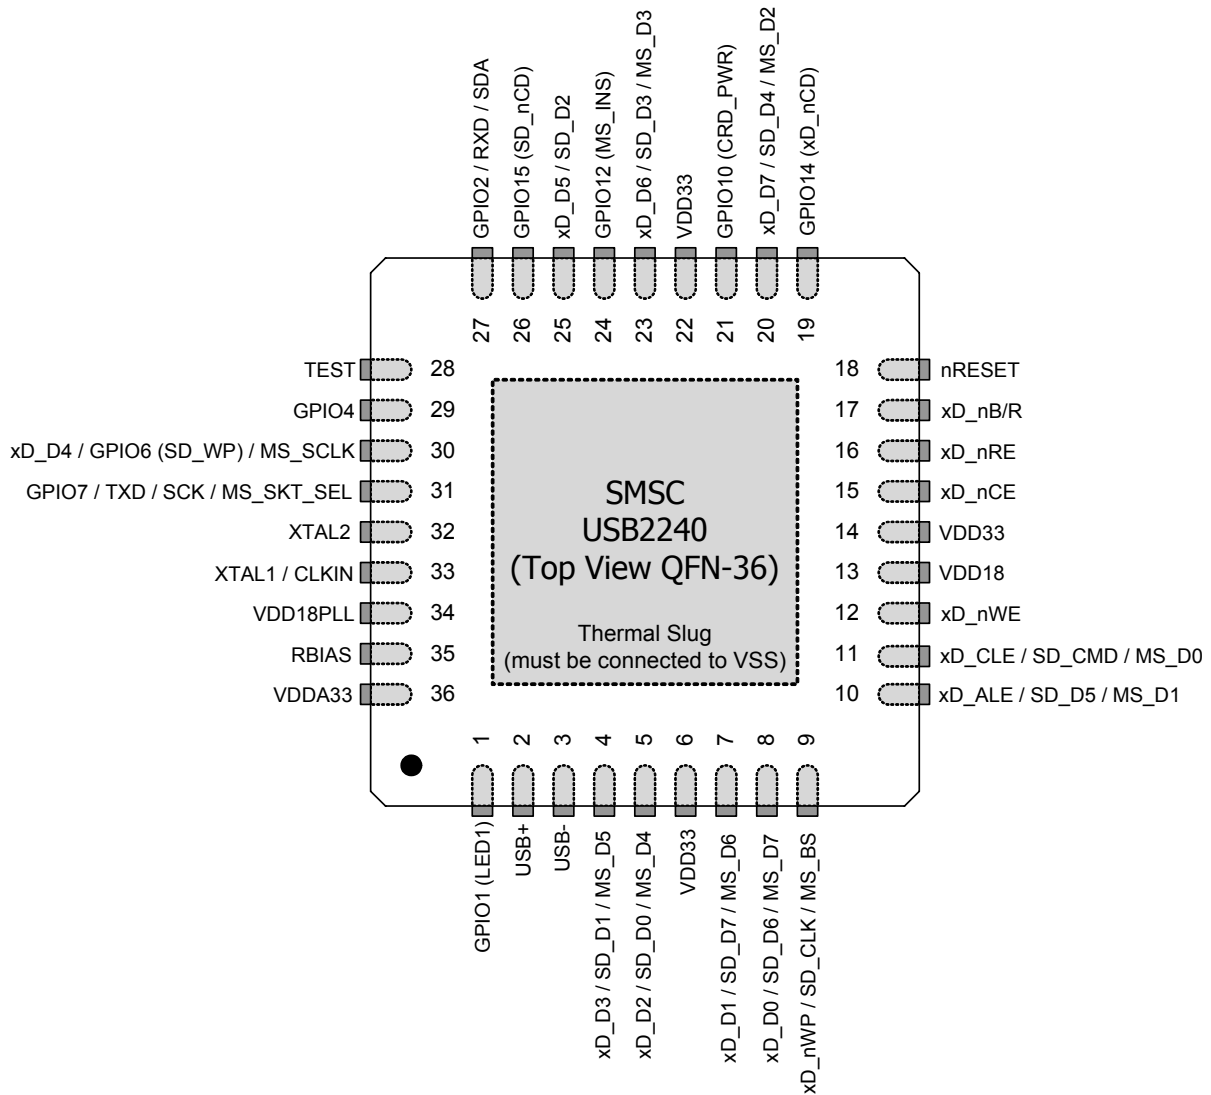 GPIO2 / RXD / SDA
GPIO15 (SD_nCD)
xD_D5 / SD_D2
GPIO12 (MS_INS)
xD_D6 / SD_D3 / MS_D3
VDD33
GPIO10 (CRD_PWR)
xD_D7 / SD_D4 / MS_D2
GPIO14 (xD_nCD)
27
26
25
24
23
22
21
20
19
TEST 28
GPIO4 29
xD_D4 / GPIO6 (SD_WP) / MS_SCLK 30
GPIO7 / TXD / SCK / MS_SKT_SEL 31
XTAL2 32
XTAL1 / CLKIN 33
VDD18PLL 34
RBIAS 35
VDDA33 36
SMSC
USB2240
(Top View QFN-36)
Thermal Slug
(must be connected to VSS)
18 nRESET
17 xD_nB/R
16 xD_nRE
15 xD_nCE
14 VDD33
13 VDD18
12 xD_nWE
11 xD_CLE / SD_CMD / MS_D0
10 xD_ALE / SD_D5 / MS_D1
1
2
3
4
5
6
7
8
9
GPIO1 (LED1)
USB+
USB-
xD_D3 / SD_D1 / MS_D5
xD_D2 / SD_D0 / MS_D4
VDD33
xD_D1 / SD_D7 / MS_D6
xD_D0 / SD_D6 / MS_D7
xD_nWP / SD_CLK / MS_BS